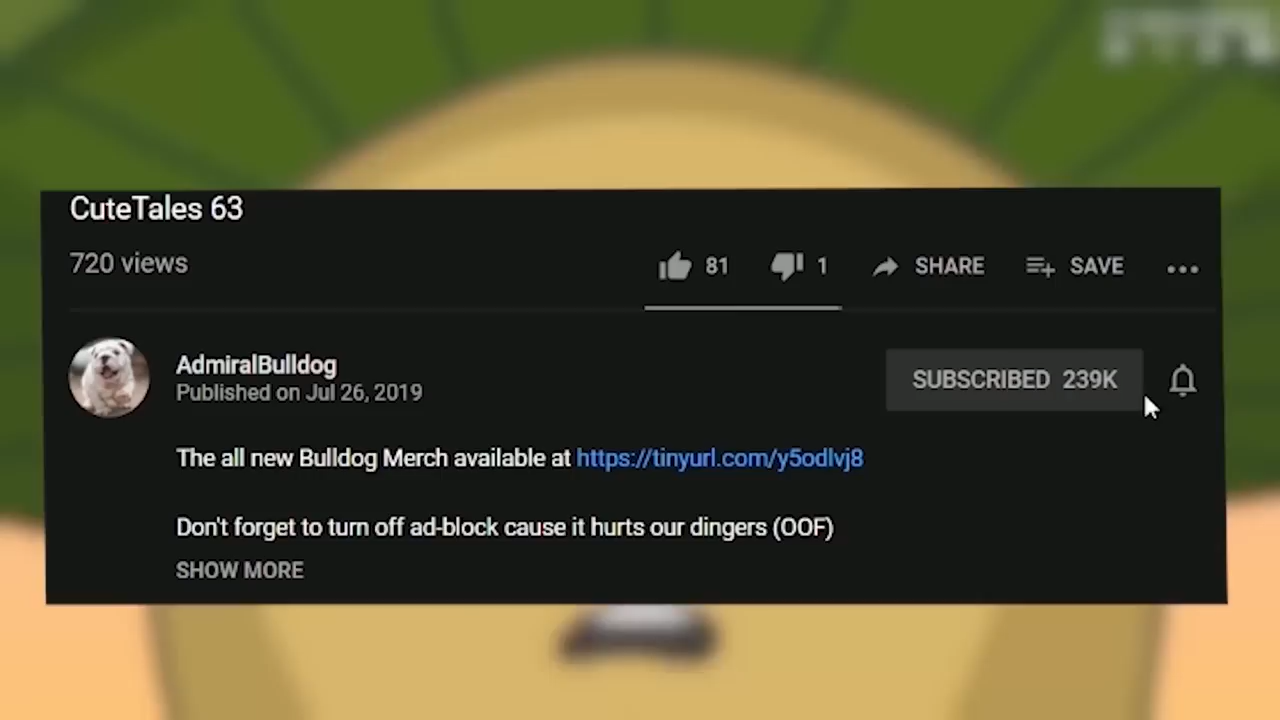 CuteTales 63
720 views
81 1 SHARE SAVE
AdmiralBulldog
Published on Jul 26, 2019
SUBSCRIBED 239K
The all new Bulldog Merch available at https://tinyurl.com/y5odlvj8
Don't forget to turn off ad-block cause it hurts our dingers (OOF)
SHOW MORE